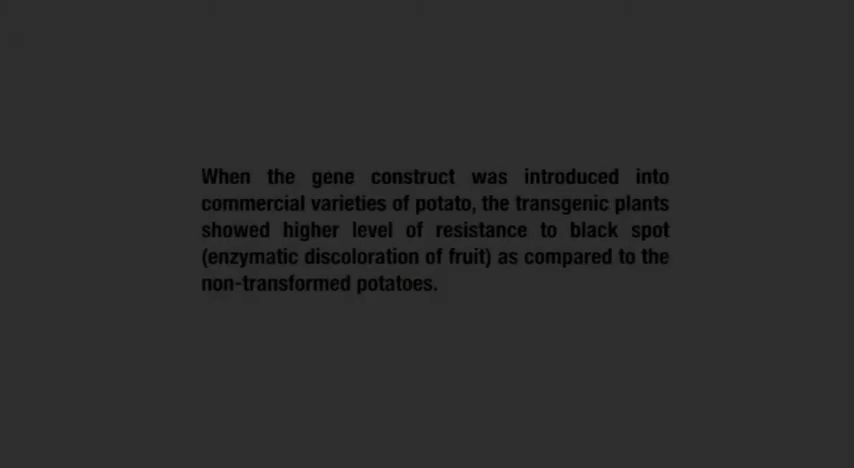 When the gene construct was introduced into
commercial varieties of potato, the transgenic plants
showed higher level of resistance to black spot
(enzymatic discoloration of fruit) as compared to the
non-transformed potatoes.